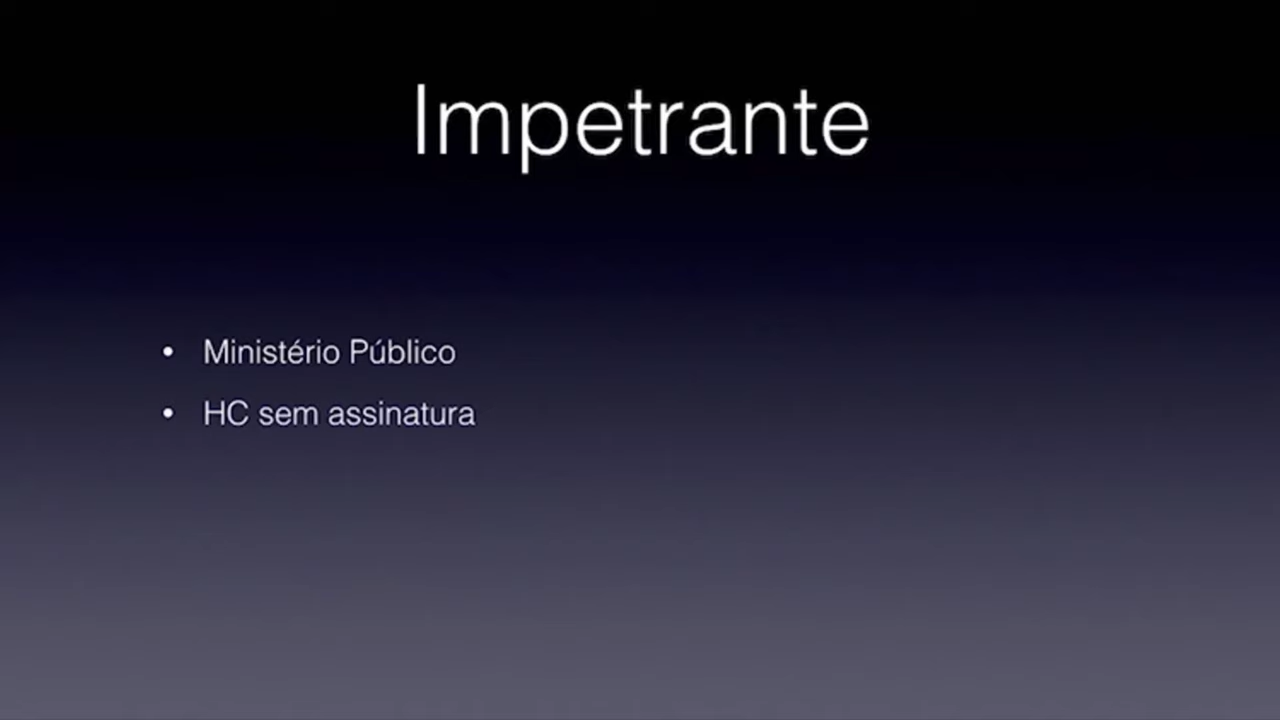 Impetrante
• Ministério Público
• HC sem assinatura